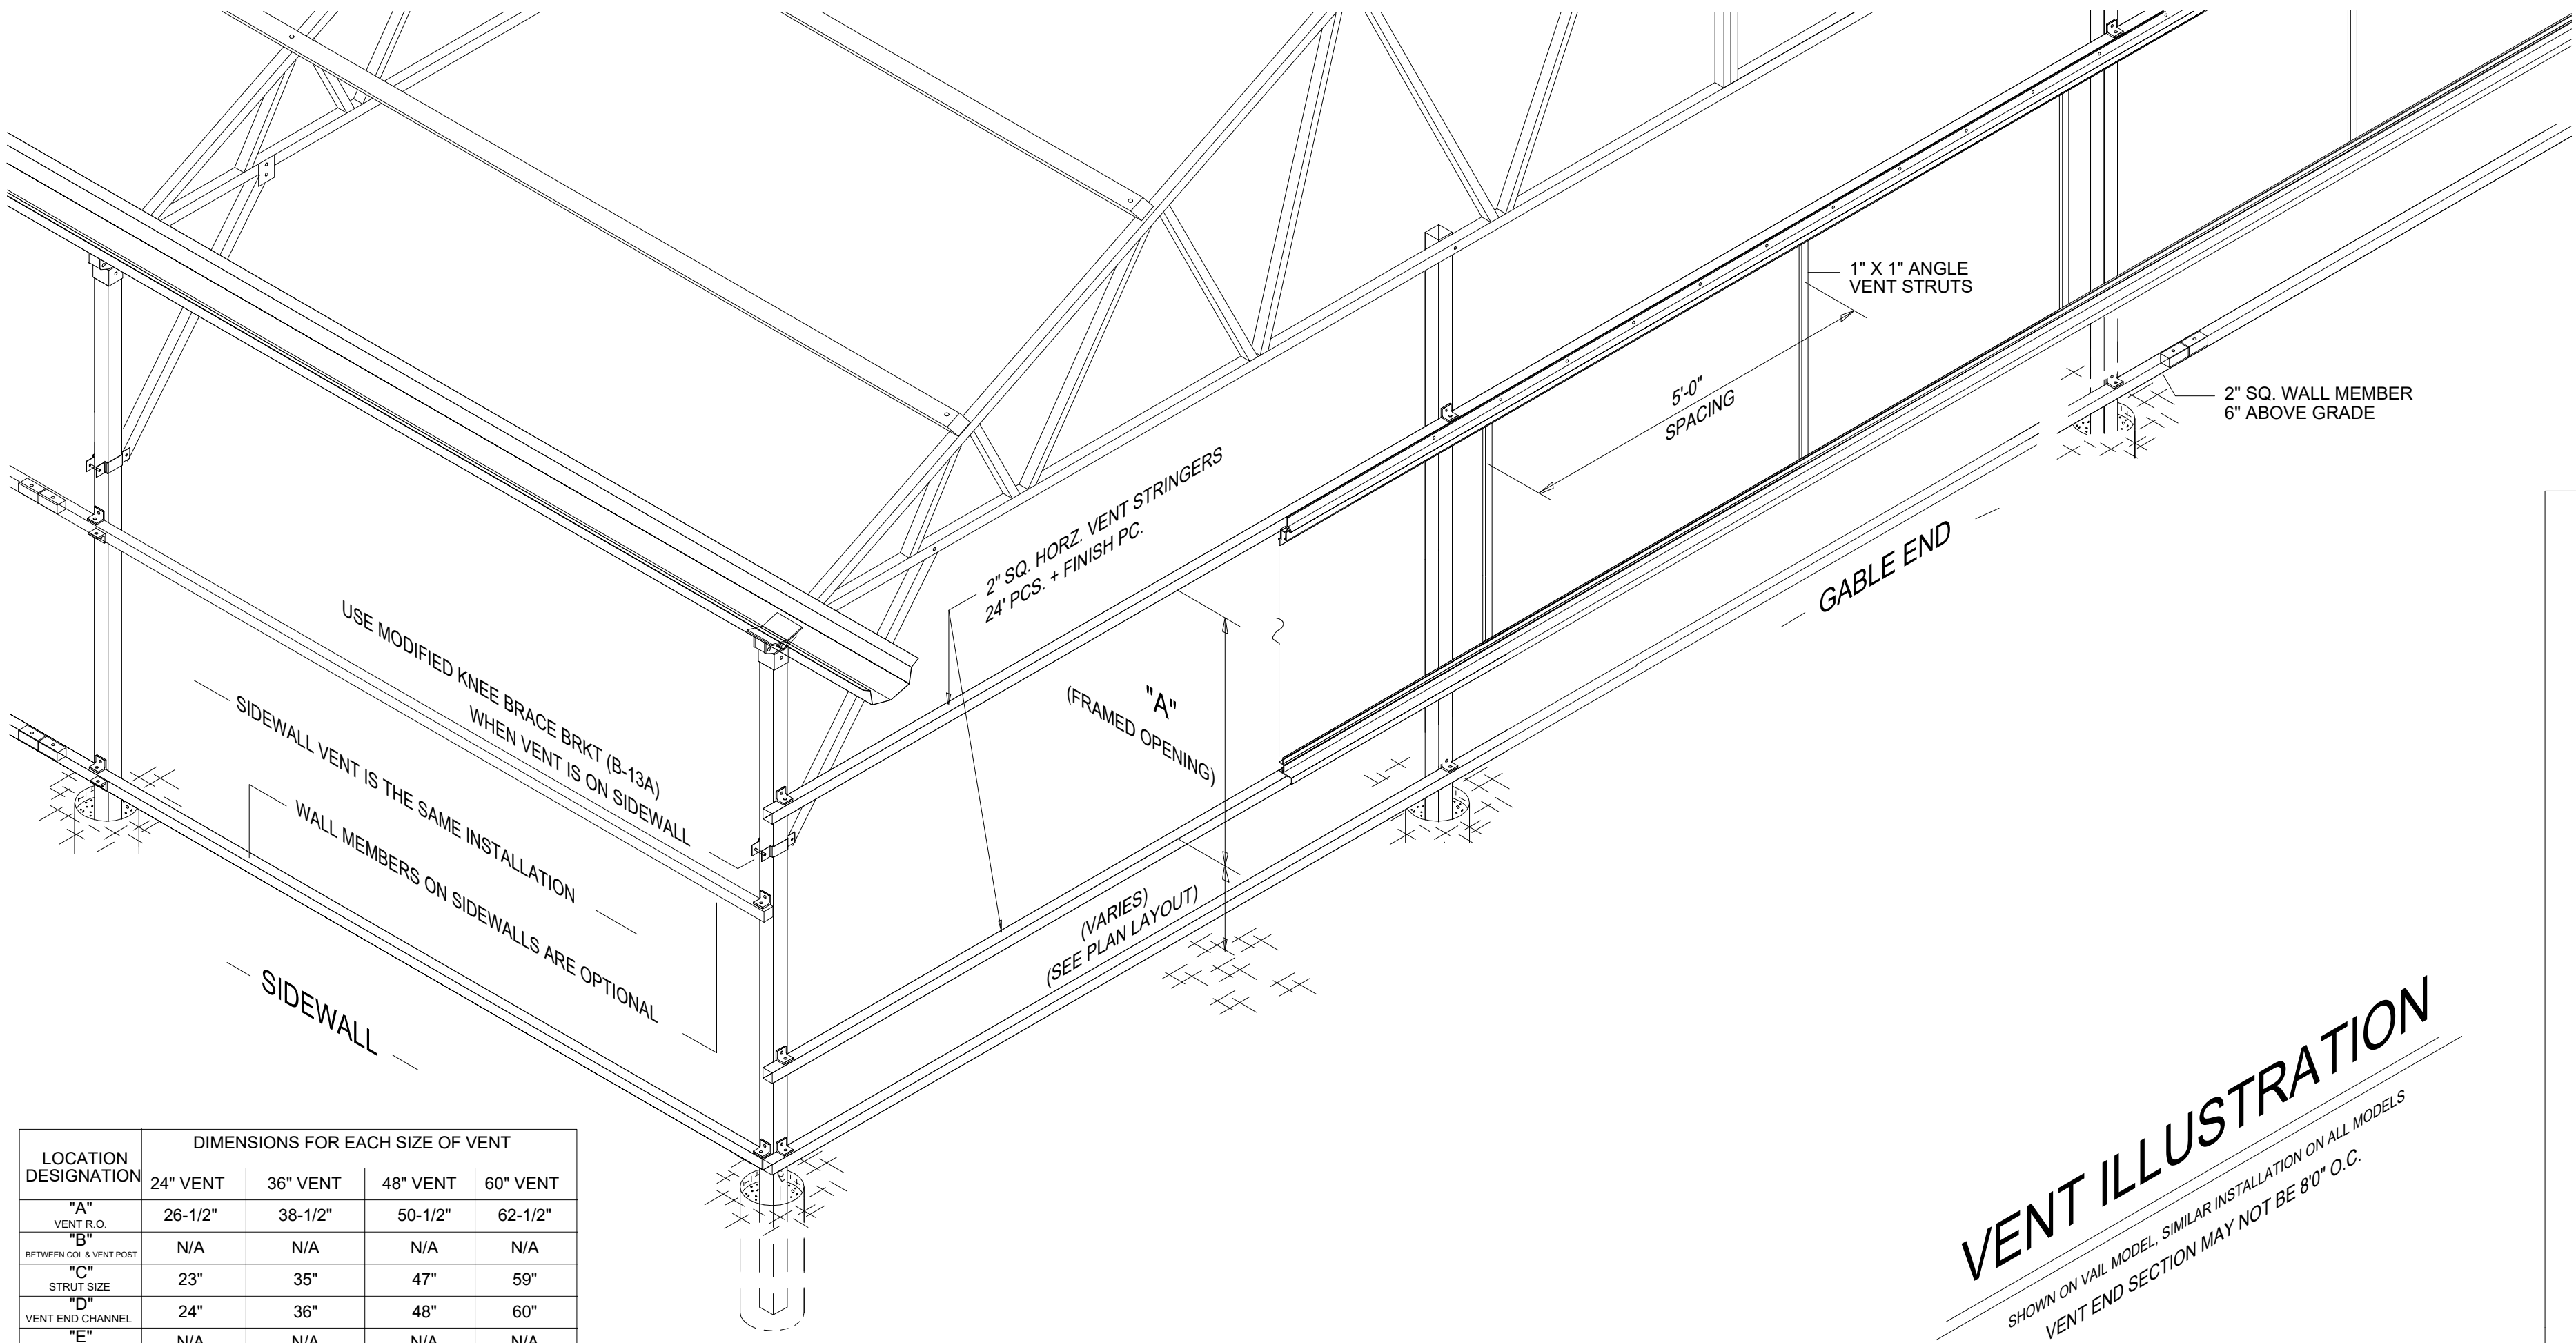 1" X 1" ANGLE
VENT STRUTS
5'-0"
SPACING
2" SQ. WALL MEMBER
6" ABOVE GRADE
2" SQ. HORZ. VENT STRINGERS
24' PCS. + FINISH PC.
GABLE END
"A"
(FRAMED OPENING)
USE MODIFIED KNEE BRACE BRKT (B-13A)
WHEN VENT IS ON SIDEWALL
SIDEWALL VENT IS THE SAME INSTALLATION
WALL MEMBERS ON SIDEWALLS ARE OPTIONAL
(VARIES)
(SEE PLAN LAYOUT)
SIDEWALL
VENT ILLUSTRATION
SHOWN ON VAIL MODEL, SIMILAR INSTALLATION ON ALL MODELS
VENT END SECTION MAY NOT BE 8'0" O.C.
LOCATION
DESIGNATION
DIMENSIONS FOR EACH SIZE OF VENT
24" VENT 36" VENT 48" VENT 60" VENT
"A"
VENT R.O.
26-1/2" 38-1/2" 50-1/2" 62-1/2"
"B"
BETWEEN COL & VENT POST
N/A N/A N/A N/A
"C"
STRUT SIZE
23" 35" 47" 59"
"D"
VENT END CHANNEL
24" 36" 48" 60"
"E"
N/A N/A N/A N/A